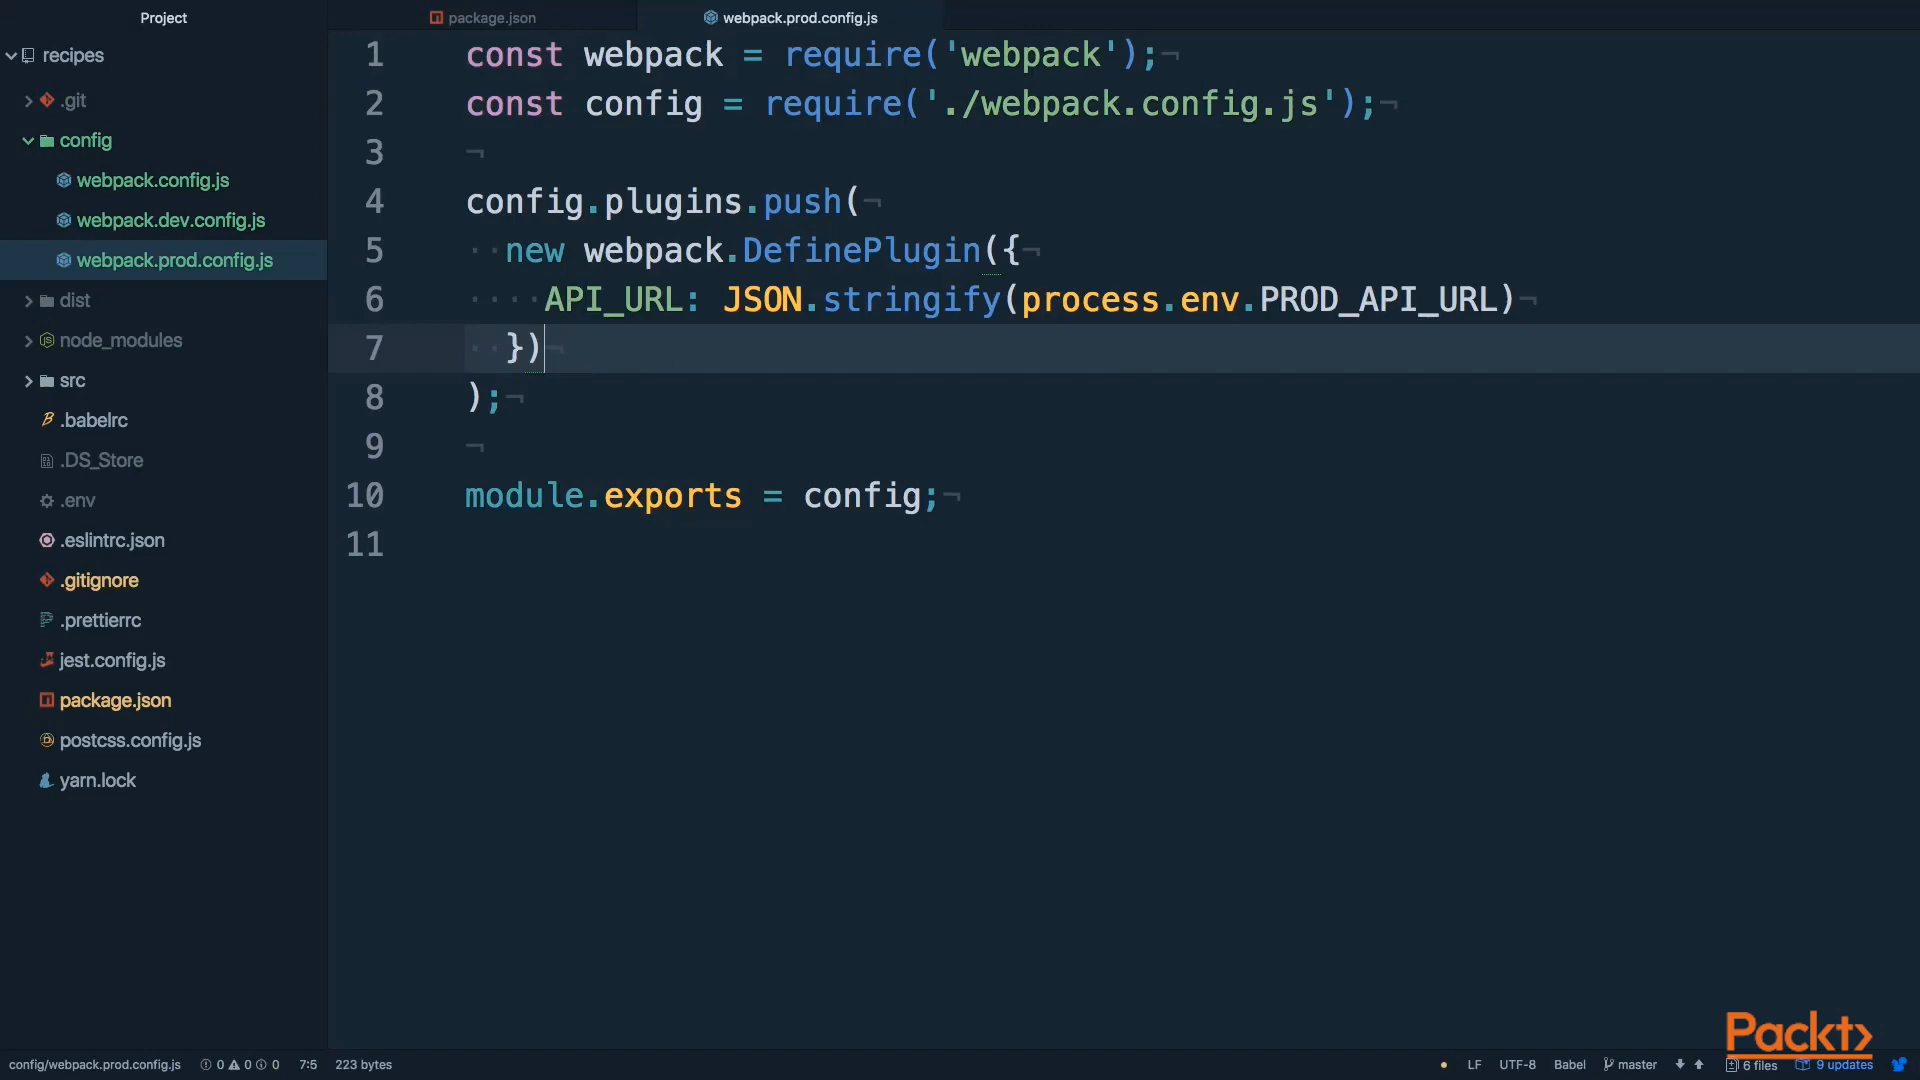 Project
package.json
webpack.prod.config.js
recipes
.git
config
webpack.config.js
webpack.dev.config.js
webpack.prod.config.js
dist
node_modules
src
.babelrc
.DS_Store
.env
.eslintrc.json
.gitignore
.prettierrc
jest.config.js
package.json
postcss.config.js
yarn.lock
1 const webpack = require('webpack');¬
2 const config = require('./webpack.config.js');¬
3 ¬
4 config.plugins.push(¬
5 ··new webpack.DefinePlugin({¬
6 ····API_URL: JSON.stringify(process.env.PROD_API_URL)¬
7 ··})¬
8 );¬
9 ¬
10 module.exports = config;¬
11
Packt>
config/webpack.prod.config.js 0 0 0 7:5 223 bytes LF UTF-8 Babel master 6 files 9 updates